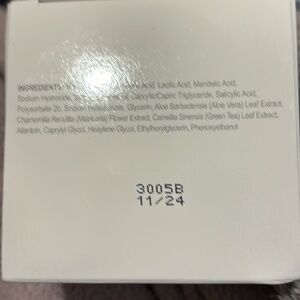 INGREDIENTS: Acid, Lactic Acid, Mandelic Acid,
Sodium Hydroxide, Caprylic/Capric Triglyceride, Salicylic Acid,
Polysorbate 20, Sodium Hyaluronate, Glycerin, Aloe Barbadensis (Aloe Vera) Leaf Extract,
Chamomilla Recutita (Matricaria) Flower Extract, Camellia Sinensis (Green Tea) Leaf Extract,
Allantoin, Caprylyl Glycol, Hexylene Glycol, Ethylhexylglycerin, Phenoxyethanol
3005B
11/24